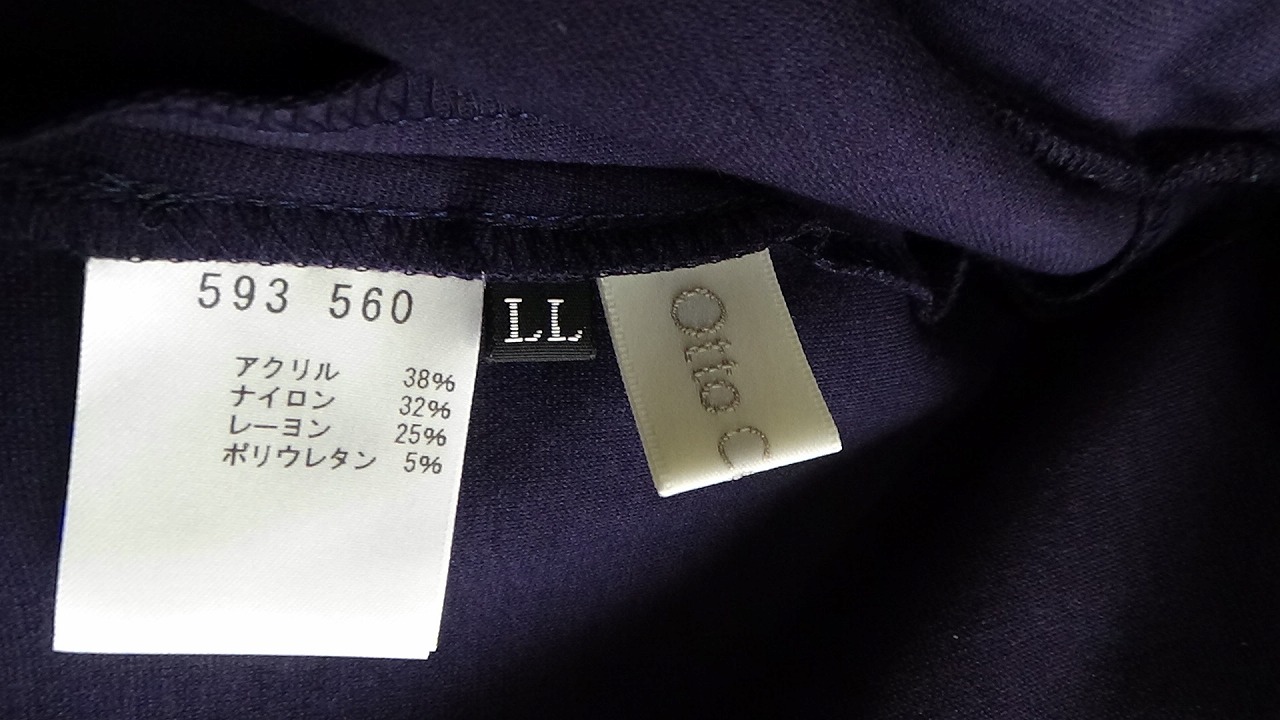 593 560
アクリル 38%
ナイロン 32%
レーヨン 25%
ポリウレタン 5%
LL
Otto C